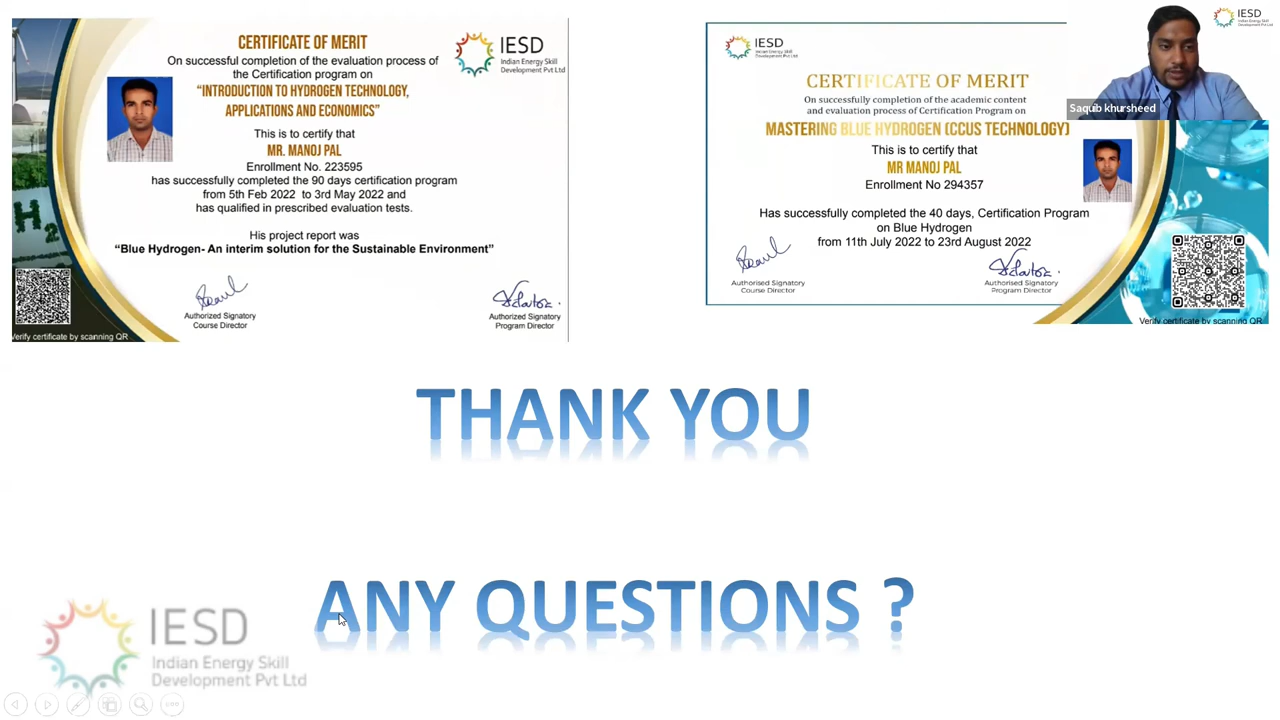 CERTIFICATE OF MERIT
On successful completion of the evaluation process of
the Certification program on
“INTRODUCTION TO HYDROGEN TECHNOLOGY,
APPLICATIONS AND ECONOMICS”
This is to certify that
MR. MANOJ PAL
Enrollment No. 223595
has successfully completed the 90 days certification program
from 5th Feb 2022 to 3rd May 2022 and
has qualified in prescribed evaluation tests.
His project report was
“Blue Hydrogen- An interim solution for the Sustainable Environment”
Authorized Signatory
Course Director
Authorized Signatory
Program Director
Verify certificate by scanning QR
H2
IESD
Indian Energy Skill
Development Pvt Ltd
IESD
Indian Energy Skill
Development Pvt Ltd
CERTIFICATE OF MERIT
On successfully completion of the academic content
and evaluation process of Certification Program on
MASTERING BLUE HYDROGEN (CCUS TECHNOLOGY)
This is to certify that
MR MANOJ PAL
Enrollment No 294357
Has successfully completed the 40 days, Certification Program
on Blue Hydrogen
from 11th July 2022 to 23rd August 2022
Authorised Signatory
Course Director
Authorised Signatory
Program Director
Verify certificate by scanning QR
Saquib khursheed
IESD
THANK YOU
ANY QUESTIONS ?
IESD
Indian Energy Skill
Development Pvt Ltd